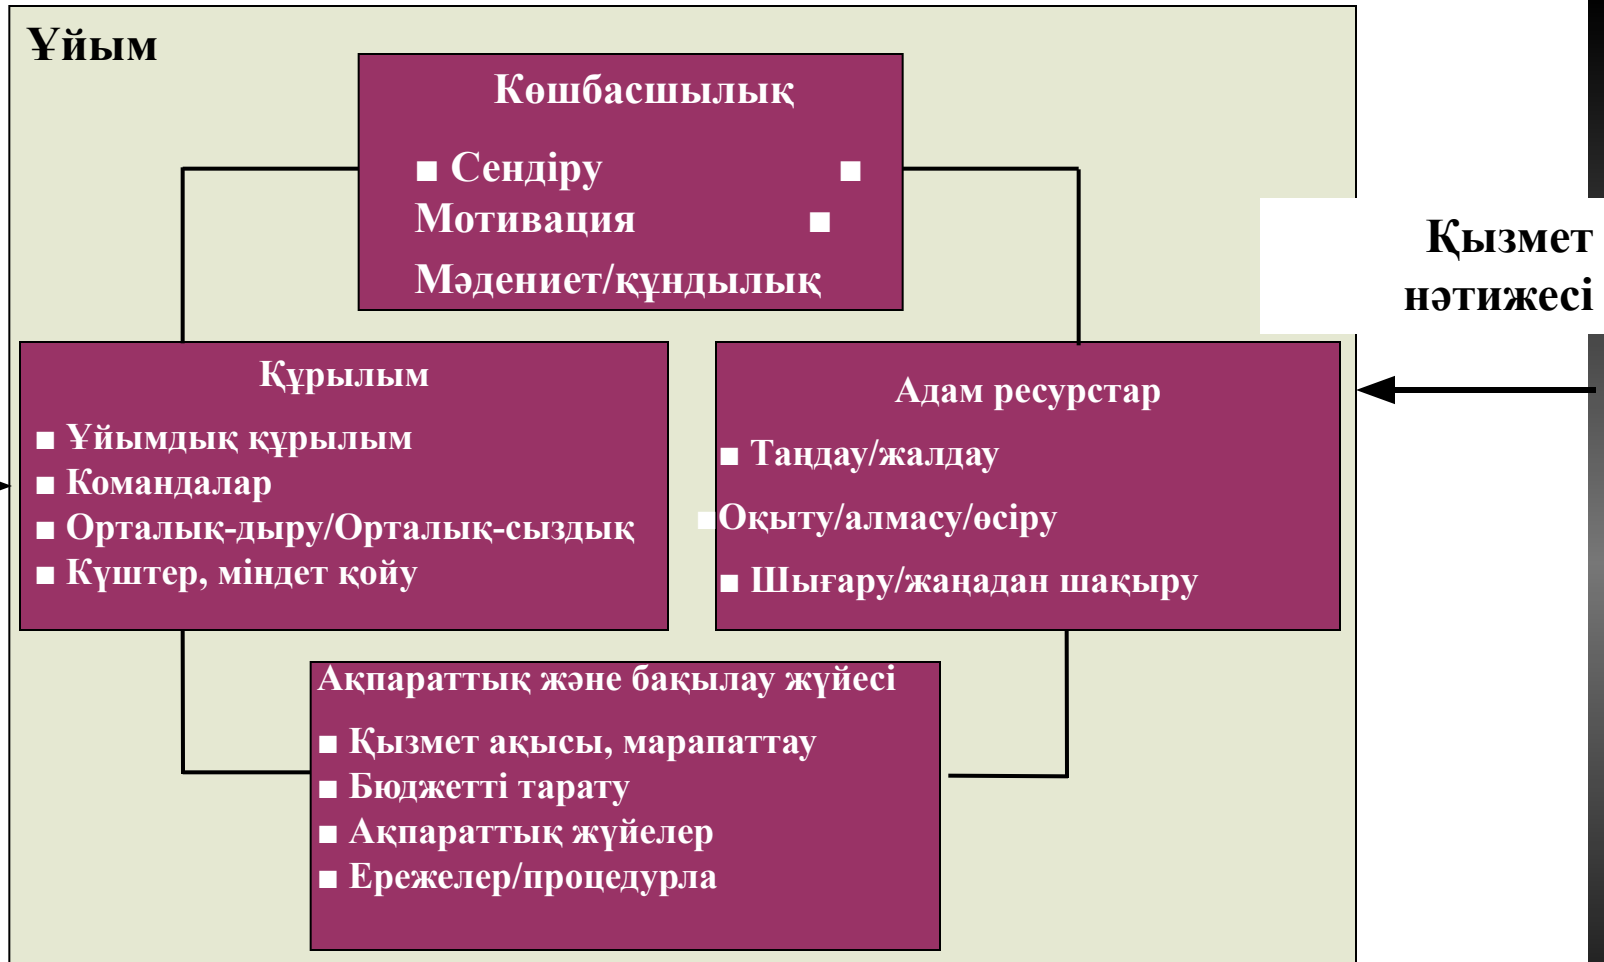 Ұйым
Көшбасшылық
■ Сендіру ■
Мотивация ■
Мәдениет/құндылық
Қызмет
нәтижесі
Құрылым
■ Ұйымдық құрылым
■ Командалар
■ Орталық-дыру/Орталық-сыздық
■ Күштер, міндет қойу
Адам ресурстар
■ Таңдау/жалдау
■Оқыту/алмасу/өсіру
■ Шығару/жаңадан шақыру
Ақпараттық және бақылау жүйесі
■ Қызмет ақысы, марапаттау
■ Бюджетті тарату
■ Ақпараттық жүйелер
■ Ережелер/процедурла